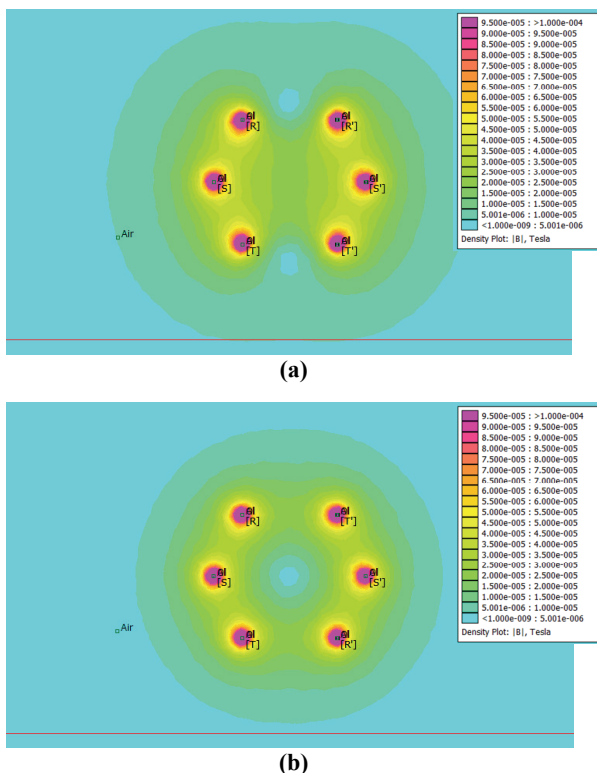 9.500e-005 : >1.000e-004
9.000e-005 : 9.500e-005
8.500e-005 : 9.000e-005
8.000e-005 : 8.500e-005
7.500e-005 : 8.000e-005
7.000e-005 : 7.500e-005
6.500e-005 : 7.000e-005
6.000e-005 : 6.500e-005
5.500e-005 : 6.000e-005
5.000e-005 : 5.500e-005
4.500e-005 : 5.000e-005
4.000e-005 : 4.500e-005
3.500e-005 : 4.000e-005
3.000e-005 : 3.500e-005
2.500e-005 : 3.000e-005
2.000e-005 : 2.500e-005
1.500e-005 : 2.000e-005
1.000e-005 : 1.500e-005
5.001e-006 : 1.000e-005
<1.000e-009 : 5.001e-006
Density Plot: |B|, Tesla
[R] [R']
[S] [S']
Air
[T] [T']
(a)
9.500e-005 : >1.000e-004
9.000e-005 : 9.500e-005
8.500e-005 : 9.000e-005
8.000e-005 : 8.500e-005
7.500e-005 : 8.000e-005
7.000e-005 : 7.500e-005
6.500e-005 : 7.000e-005
6.000e-005 : 6.500e-005
5.500e-005 : 6.000e-005
5.000e-005 : 5.500e-005
4.500e-005 : 5.000e-005
4.000e-005 : 4.500e-005
3.500e-005 : 4.000e-005
3.000e-005 : 3.500e-005
2.500e-005 : 3.000e-005
2.000e-005 : 2.500e-005
1.500e-005 : 2.000e-005
1.000e-005 : 1.500e-005
5.001e-006 : 1.000e-005
<1.000e-009 : 5.001e-006
Density Plot: |B|, Tesla
[R] [T']
[S] [S']
Air
[T] [R']
(b)